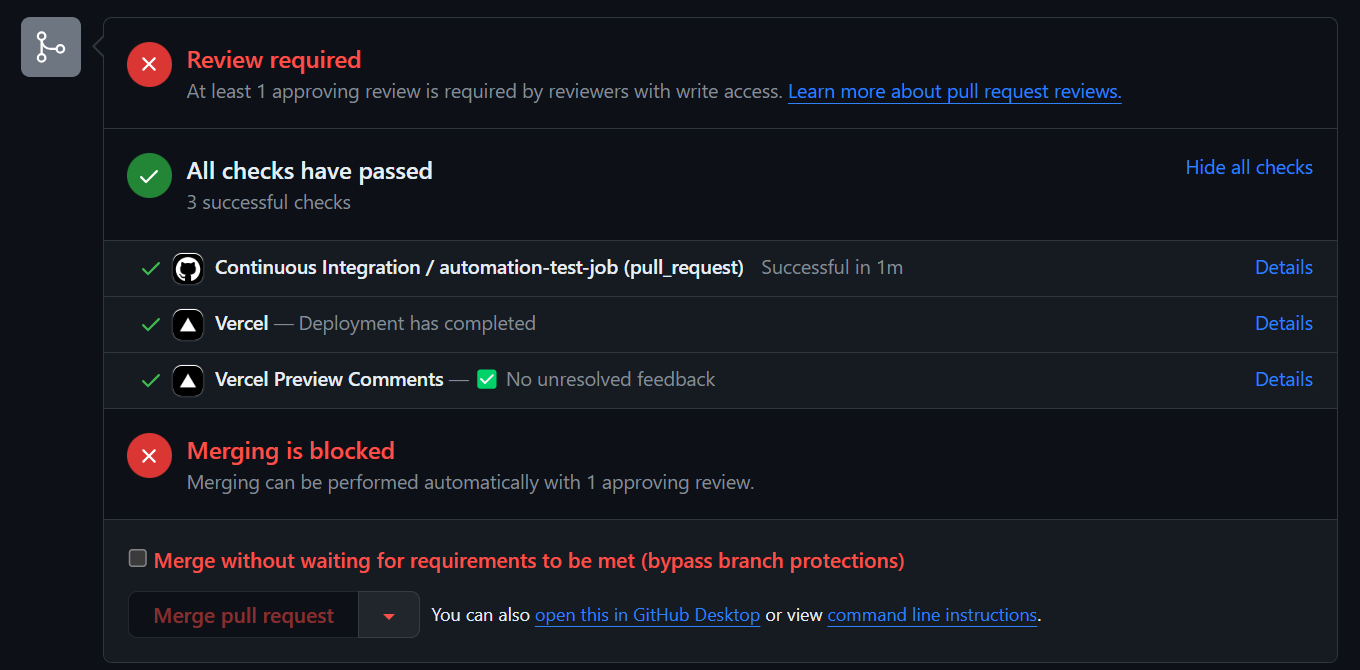 Review required
At least 1 approving review is required by reviewers with write access. Learn more about pull request reviews.
All checks have passed
Hide all checks
3 successful checks
Continuous Integration / automation-test-job (pull_request) Successful in 1m Details
Vercel — Deployment has completed Details
Vercel Preview Comments — ✅ No unresolved feedback Details
Merging is blocked
Merging can be performed automatically with 1 approving review.
Merge without waiting for requirements to be met (bypass branch protections)
Merge pull request You can also open this in GitHub Desktop or view command line instructions.